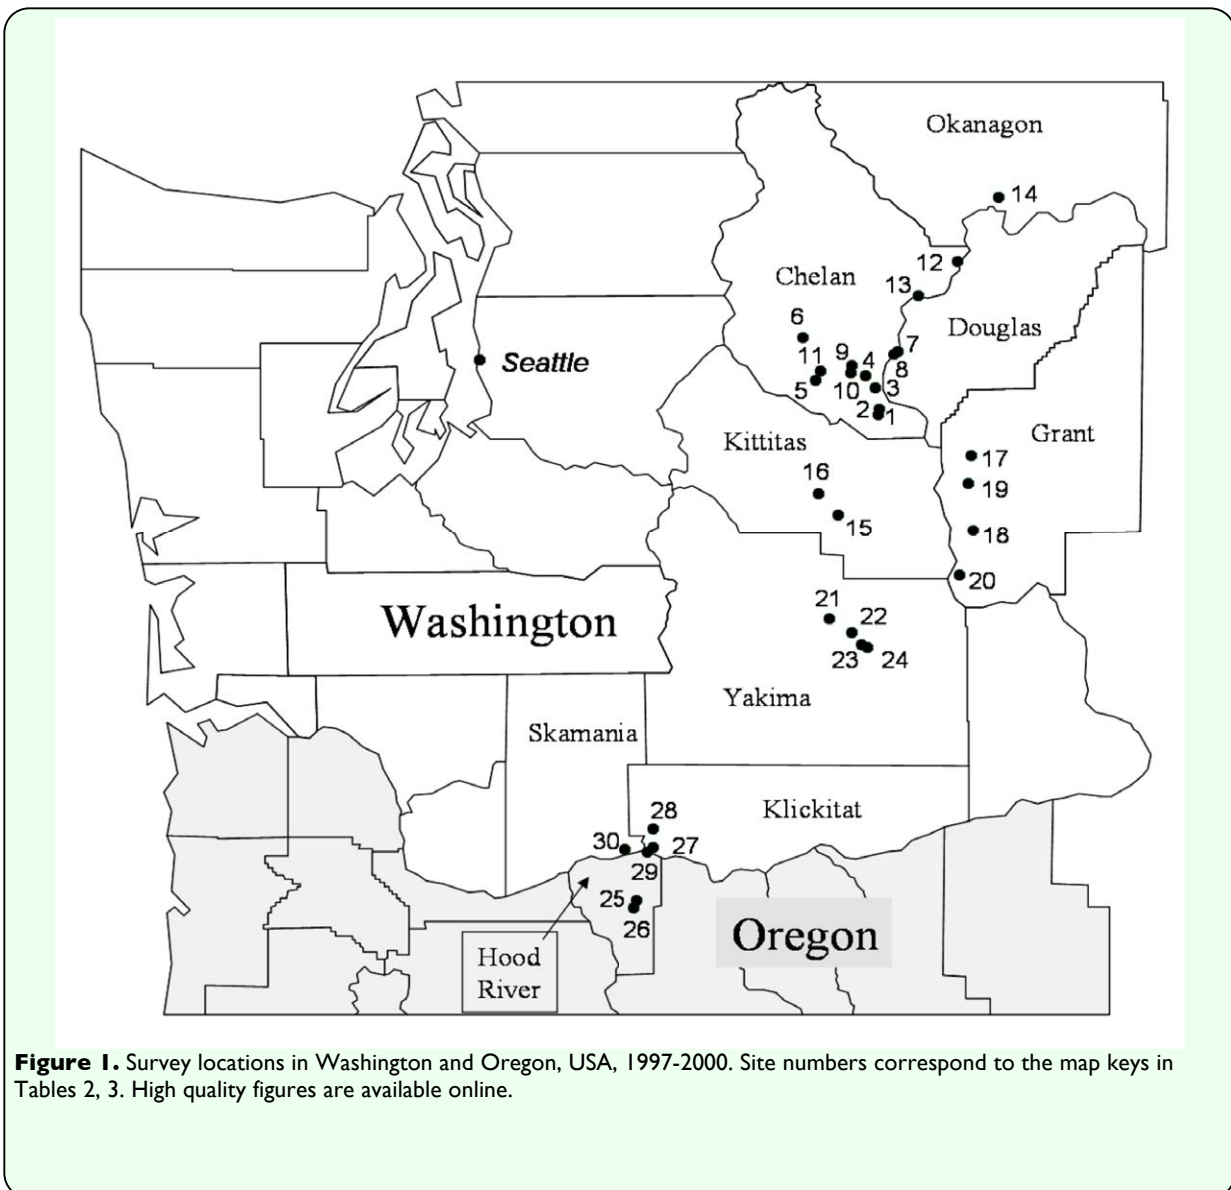 Okanagon
14
12
Chelan
13
Douglas
6
7
9
4
8
11
5
10
3
2
1
Seattle
Kittitas
Grant
17
16
19
15
18
20
21
22
Washington
23
24
Yakima
Skamania
28
Klickitat
30
27
29
25
26
Oregon
Hood
River
Figure 1. Survey locations in Washington and Oregon, USA, 1997-2000. Site numbers correspond to the map keys in
Tables 2, 3. High quality figures are available online.